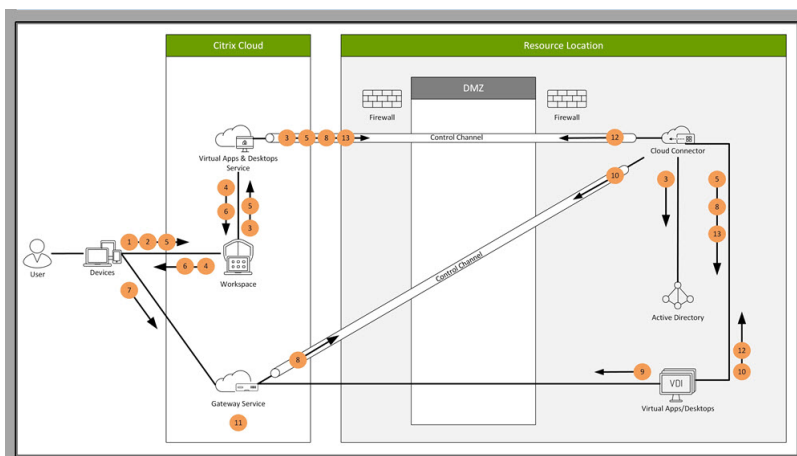 Citrix Cloud
Resource Location
DMZ
Firewall
Firewall
3 5 8 13
Control Channel
12
Virtual Apps & Desktops
Service
Cloud Connector
4
6
5
3
10
3
5
8
13
1 2 5
6 4
User
Devices
Workspace
Control Channel
7
Active Directory
8
12
10
9
VDI
Gateway Service
Virtual Apps/Desktops
11